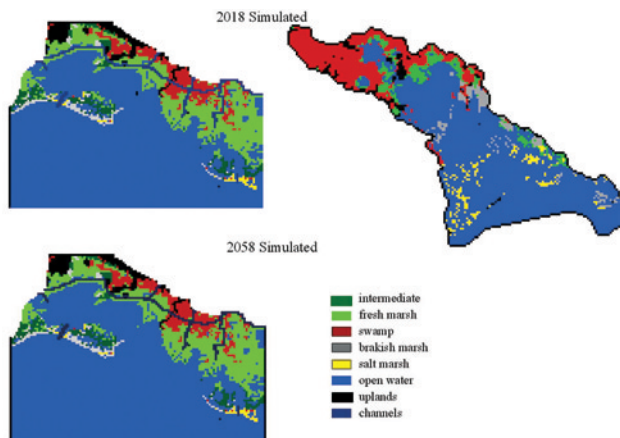 2018 Simulated
2058 Simulated
intermediate
fresh marsh
swamp
brakish marsh
salt marsh
open water
uplands
channels